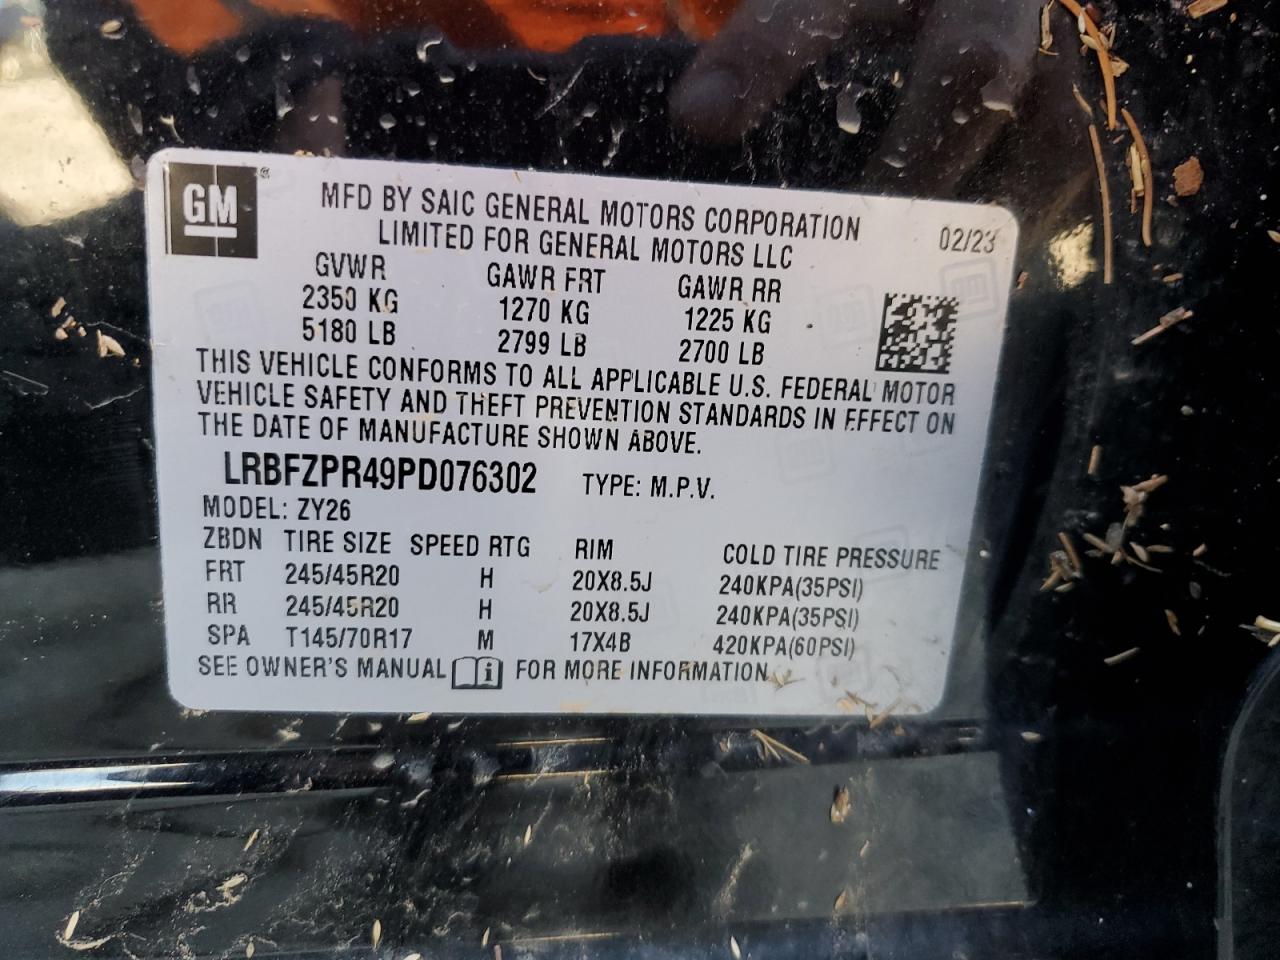 GM®
MFD BY SAIC GENERAL MOTORS CORPORATION
LIMITED FOR GENERAL MOTORS LLC
02/23
GVWR GAWR FRT GAWR RR
2350 KG 1270 KG 1225 KG
5180 LB 2799 LB 2700 LB
THIS VEHICLE CONFORMS TO ALL APPLICABLE U.S. FEDERAL MOTOR
VEHICLE SAFETY AND THEFT PREVENTION STANDARDS IN EFFECT ON
THE DATE OF MANUFACTURE SHOWN ABOVE.
LRBFZPR49PD076302 TYPE: M.P.V.
MODEL: ZY26
ZBDN TIRE SIZE SPEED RTG RIM COLD TIRE PRESSURE
FRT 245/45R20 H 20X8.5J 240KPA(35PSI)
RR 245/45R20 H 20X8.5J 240KPA(35PSI)
SPA T145/70R17 M 17X4B 420KPA(60PSI)
SEE OWNER'S MANUAL i FOR MORE INFORMATION